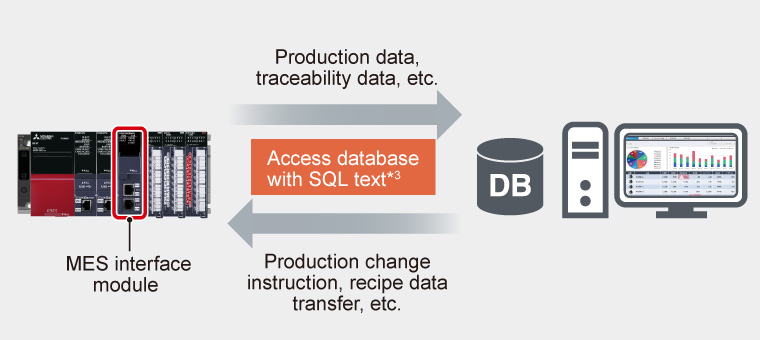 Production data,
traceability data, etc.
Access database
with SQL text*3
DB
MES interface
module
Production change
instruction, recipe data
transfer, etc.